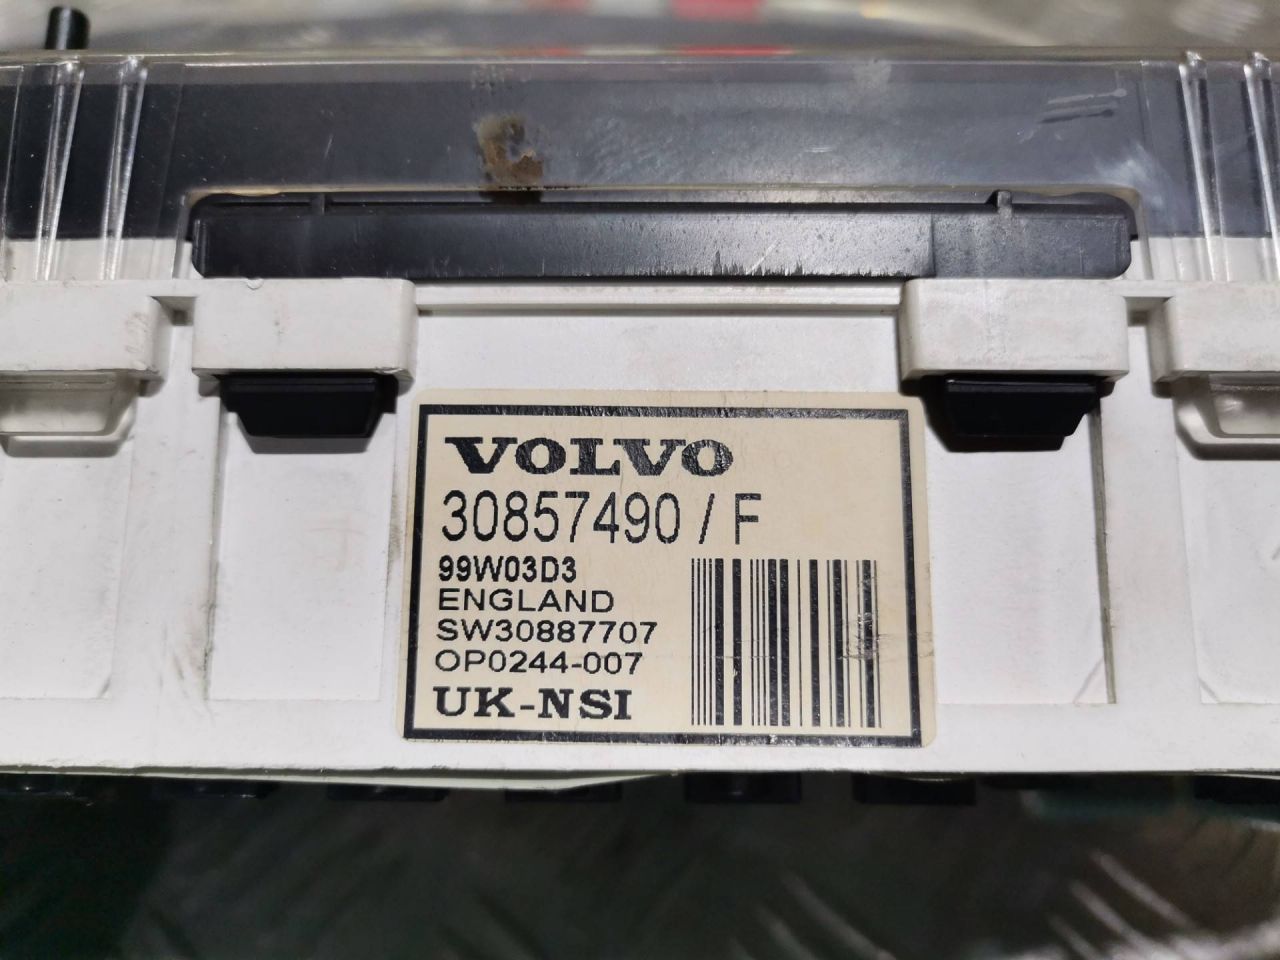 VOLVO
30857490 / F
99W03D3
ENGLAND
SW30887707
OP0244-007
UK-NSI